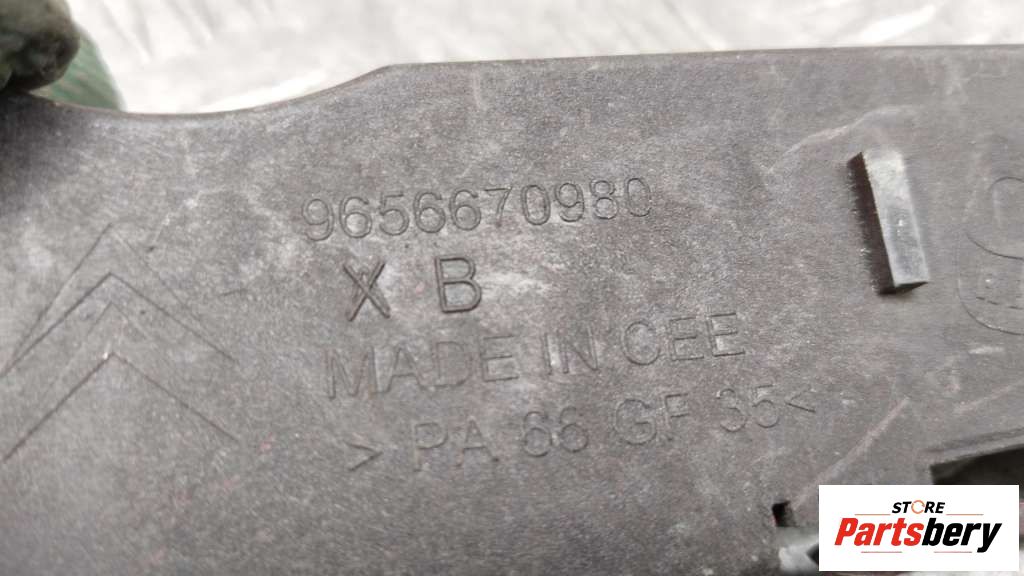 9656670980
X B
MADE IN CEE
> PA 66 GF 35<
STORE
Partsbery